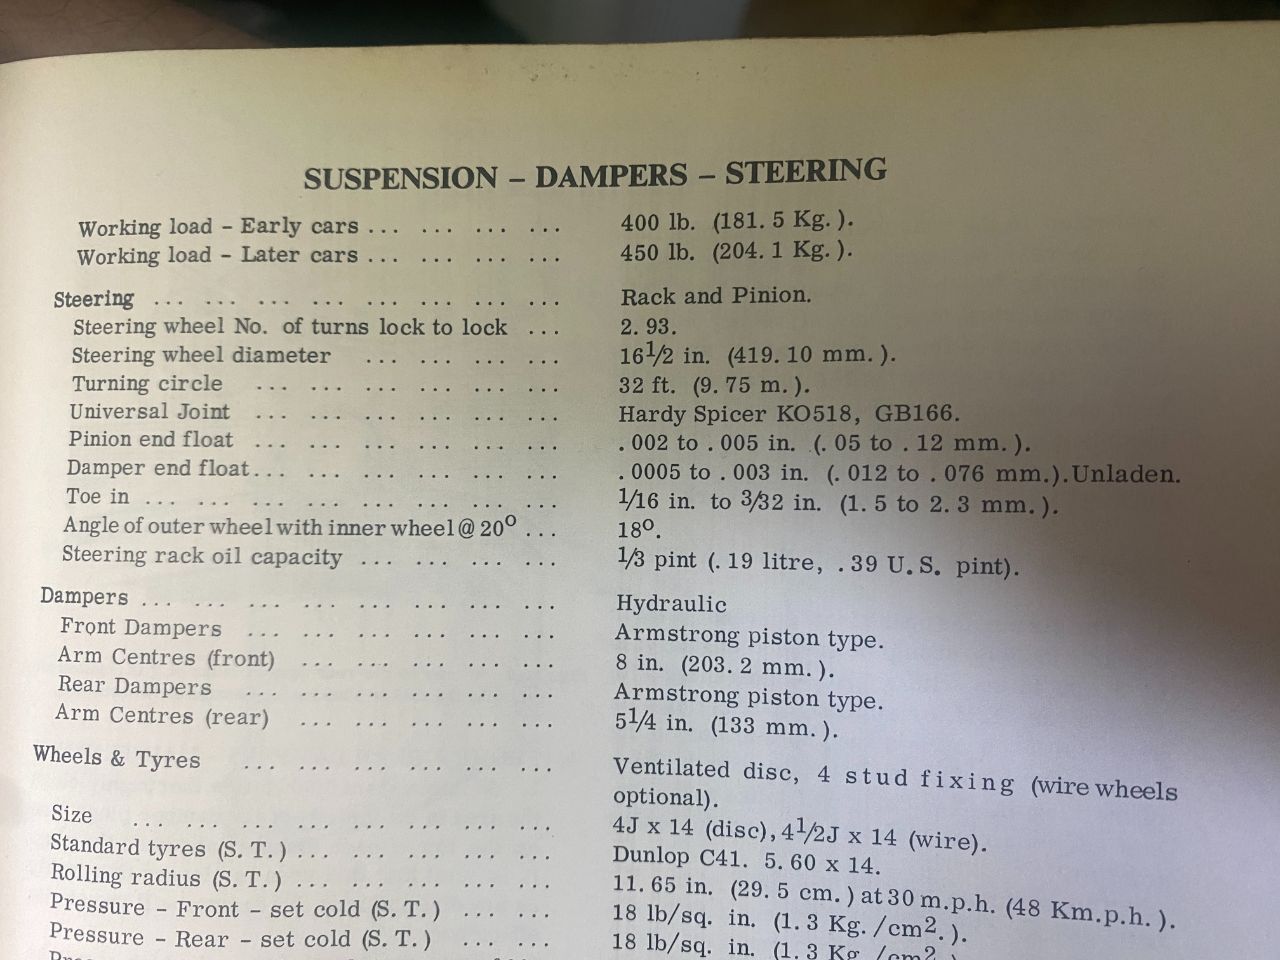 SUSPENSION – DAMPERS – STEERING
Working load - Early cars ... ... ... ... 400 lb. (181. 5 Kg. ).
Working load - Later cars ... ... ... ... 450 lb. (204. 1 Kg. ).
Steering ... ... ... ... ... ... ... ... Rack and Pinion.
Steering wheel No. of turns lock to lock ... 2. 93.
Steering wheel diameter ... ... ... ... 16 1/2 in. (419. 10 mm. ).
Turning circle ... ... ... ... ... ... 32 ft. (9. 75 m. ).
Universal Joint ... ... ... ... ... ... Hardy Spicer KO518, GB166.
Pinion end float ... ... ... ... ... ... . 002 to . 005 in. (. 05 to . 12 mm. ).
Damper end float... ... ... ... ... ... . 0005 to . 003 in. (. 012 to . 076 mm.). Unladen.
Toe in ... ... ... ... ... ... ... ... 1/16 in. to 3/32 in. (1. 5 to 2. 3 mm. ).
Angle of outer wheel with inner wheel @ 20° ... 18°.
Steering rack oil capacity ... ... ... ... 1/3 pint (. 19 litre, . 39 U. S. pint).
Dampers ... ... ... ... ... ... ... ... Hydraulic
Front Dampers ... ... ... ... ... ... Armstrong piston type.
Arm Centres (front) ... ... ... ... ... 8 in. (203. 2 mm. ).
Rear Dampers ... ... ... ... ... ... Armstrong piston type.
Arm Centres (rear) ... ... ... ... ... 5 1/4 in. (133 mm. ).
Wheels & Tyres ... ... ... ... ... ... Ventilated disc, 4 stud fixing (wire wheels
optional).
Size ... ... ... ... ... ... ... ... 4J x 14 (disc), 4 1/2J x 14 (wire).
Standard tyres (S. T. ) ... ... ... ... ... Dunlop C41. 5. 60 x 14.
Rolling radius (S. T. ) ... ... ... ... ... 11. 65 in. (29. 5 cm. ) at 30 m.p.h. (48 Km.p.h. ).
Pressure - Front - set cold (S. T. ) ... ... 18 lb/sq. in. (1. 3 Kg. /cm². ).
Pressure - Rear - set cold (S. T. ) ... ... 18 lb/sq. in. (1. 3 Kg. /cm². ).